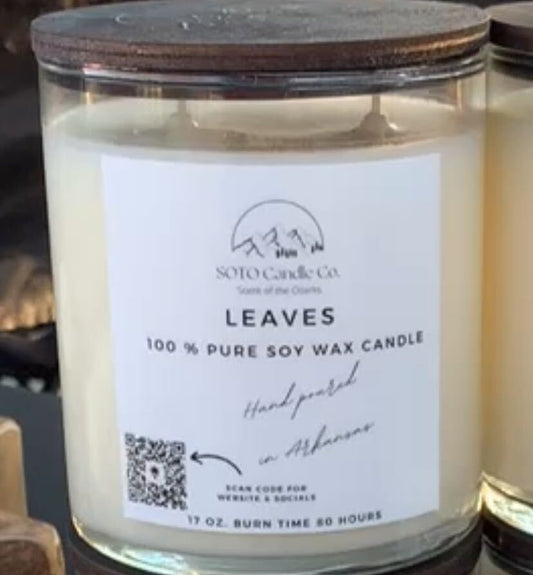 SOTO Candle Co.
Scent of the Ozarks
LEAVES
100 % PURE SOY WAX CANDLE
Hand poured
in Arkansas
SCAN CODE FOR
WEBSITE & SOCIALS
17 OZ. BURN TIME 80 HOURS